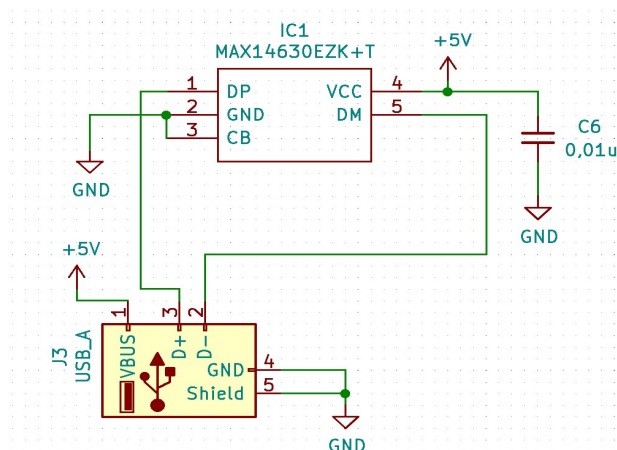 IC1
MAX14630EZK+T
+5V
1 DP VCC 4
2 GND DM 5
3 CB
C6
0,01u
GND
GND
+5V
1 3 2
J3
USB_A
VBUS D+ D-
GND 4
Shield 5
GND